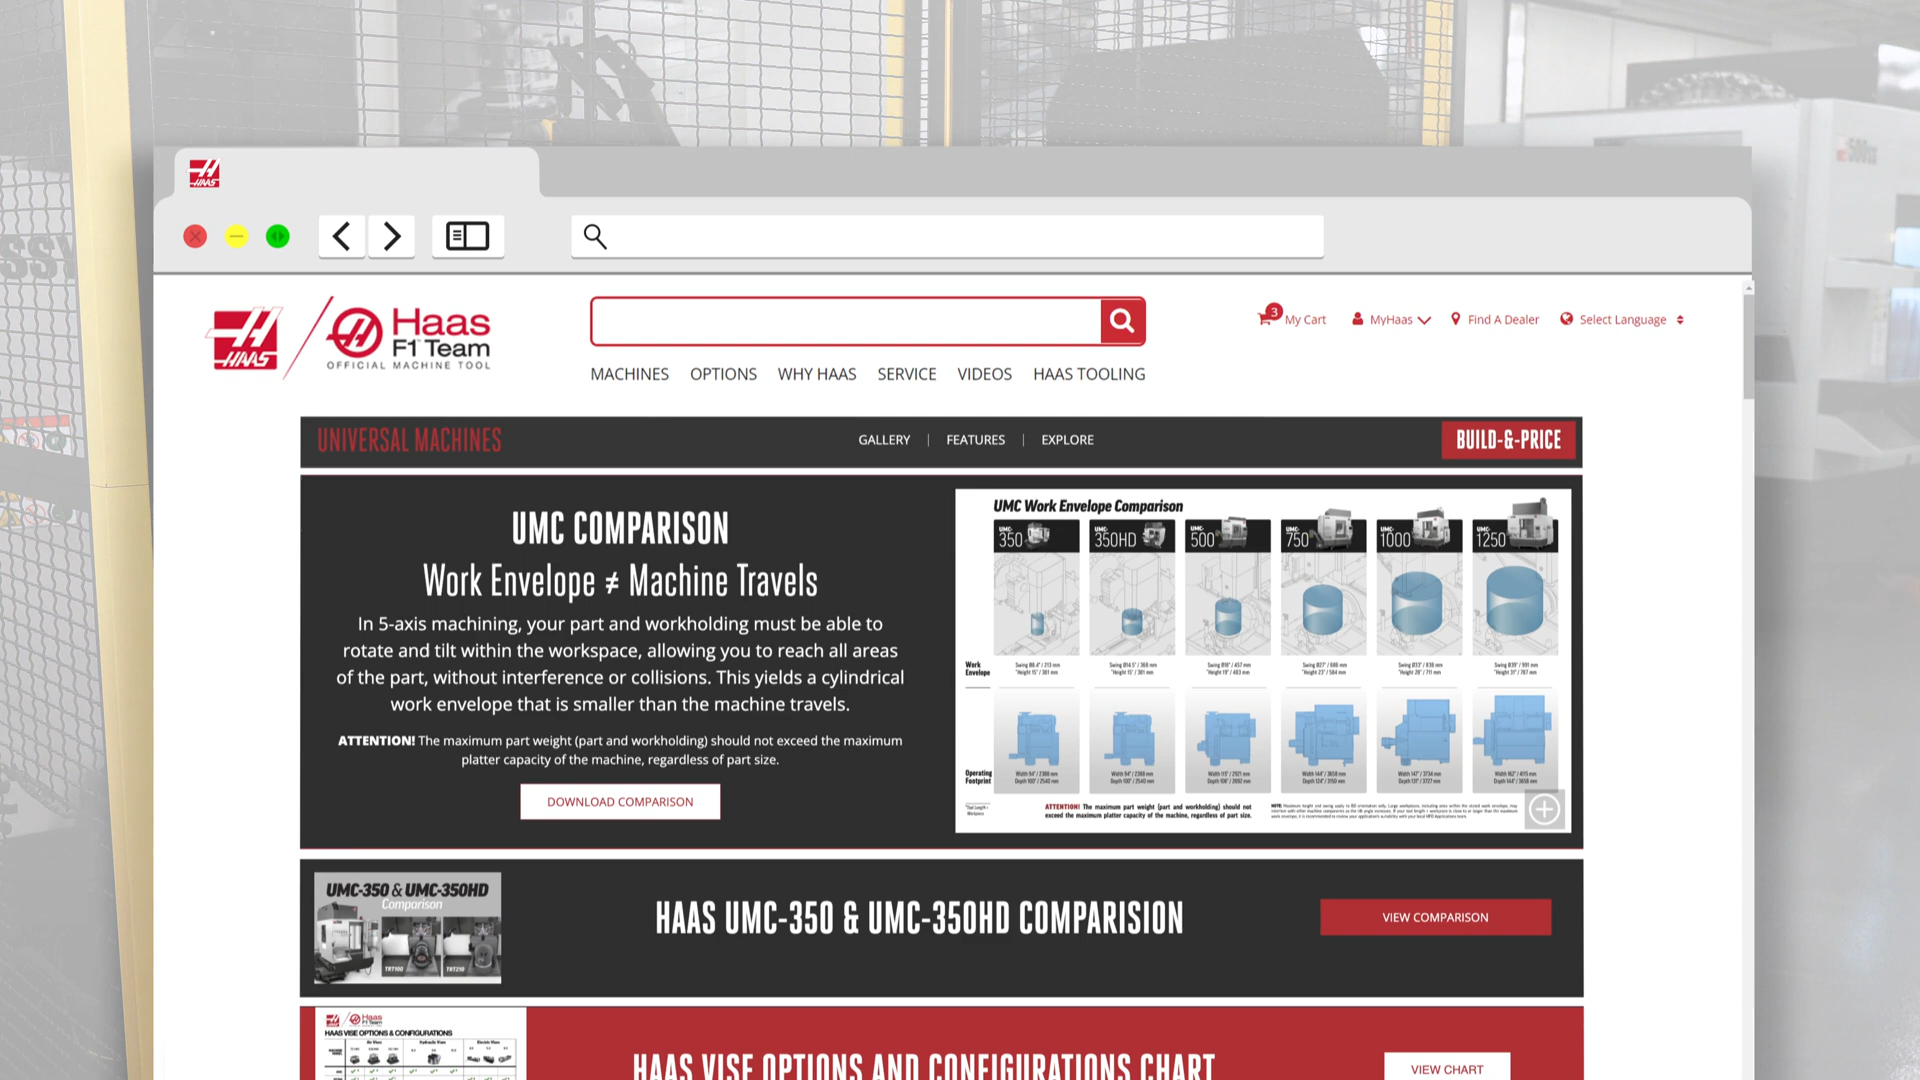 HAAS
HAAS
Haas
F1 Team
OFFICIAL MACHINE TOOL
3
My Cart
MyHaas
Find A Dealer
Select Language
MACHINES
OPTIONS
WHY HAAS
SERVICE
VIDEOS
HAAS TOOLING
UNIVERSAL MACHINES
GALLERY | FEATURES | EXPLORE
BUILD-&-PRICE
UMC COMPARISON
Work Envelope ≠ Machine Travels
In 5-axis machining, your part and workholding must be able to
rotate and tilt within the workspace, allowing you to reach all areas
of the part, without interference or collisions. This yields a cylindrical
work envelope that is smaller than the machine travels.
ATTENTION! The maximum part weight (part and workholding) should not exceed the maximum
platter capacity of the machine, regardless of part size.
DOWNLOAD COMPARISON
UMC Work Envelope Comparison
UMC-
350
UMC-
350HD
UMC-
500
UMC-
750
UMC-
1000
UMC-
1250
Work
Envelope
Operating
Footprint
ATTENTION! The maximum part weight (part and workholding) should not
exceed the maximum platter capacity of the machine, regardless of part size.
UMC-350 & UMC-350HD
Comparison
TRT100
TRT210
HAAS UMC-350 & UMC-350HD COMPARISION
VIEW COMPARISON
Haas
F1 Team
HAAS VISE OPTIONS & CONFIGURATIONS
HAAS VISE OPTIONS AND CONFIGURATIONS CHART
VIEW CHART